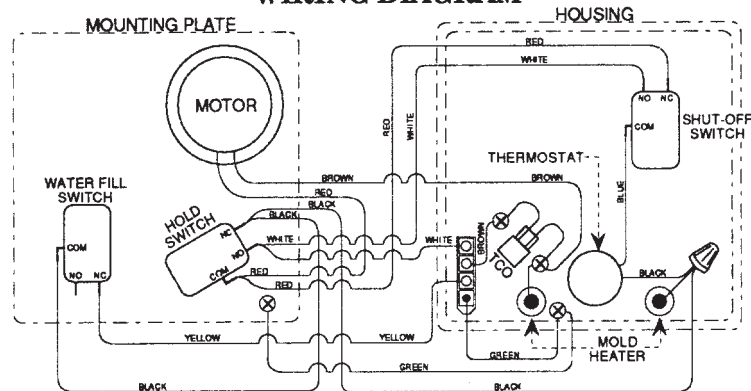 WIRING DIAGRAM
MOUNTING PLATE
HOUSING
RED
WHITE
MOTOR
NO NC
COM
SHUT-OFF
SWITCH
RED
WHITE
THERMOSTAT
BLUE
BROWN
BROWN
RED
BLACK
BLACK
WATER FILL
SWITCH
COM
NO NC
HOLD
SWITCH
NC
NO
COM
WHITE
WHITE
RED
RED
BROWN
TCO
BLACK
YELLOW
YELLOW
MOLD
HEATER
GREEN
GREEN
BLACK
BLACK